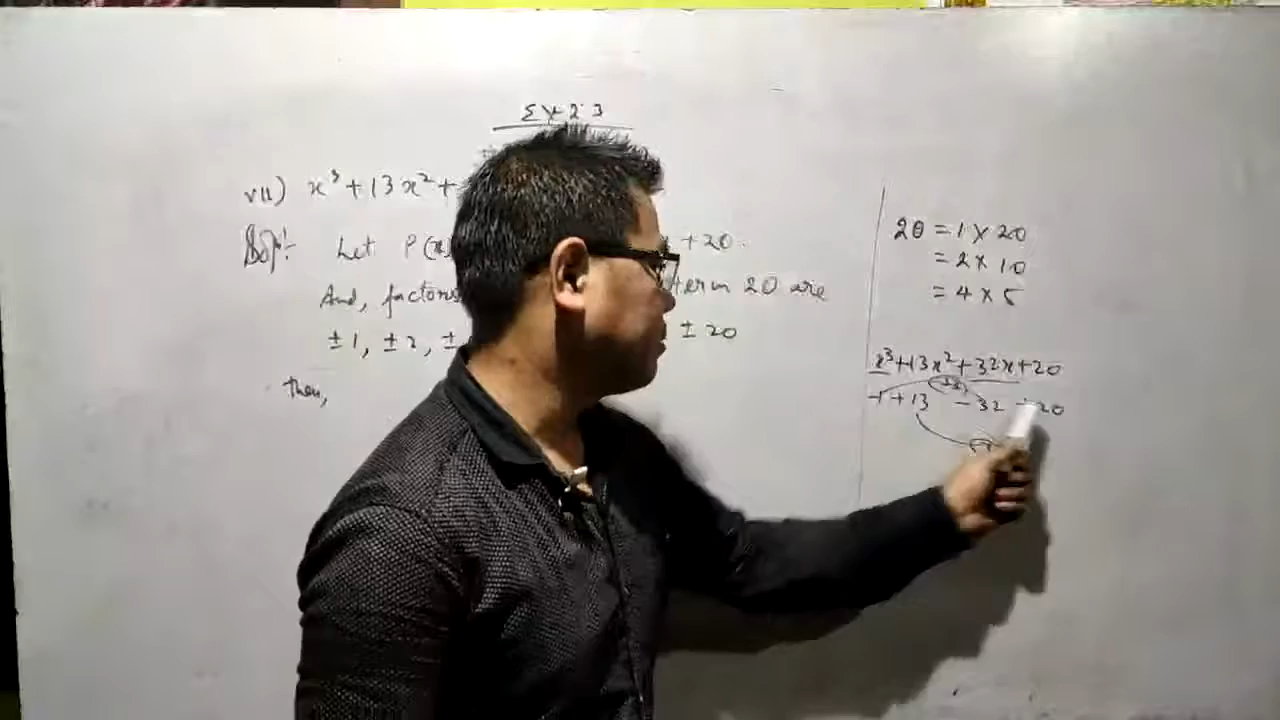 Ex 2.3
vii) x³ + 13x² +
Solⁿ:- Let P(x) + 20.
And, factors term 20 are
±1, ±2, ± ± 20
then,
20 = 1 × 20
= 2 × 10
= 4 × 5
x³+13x²+32x+20
-1+13 -32 +20